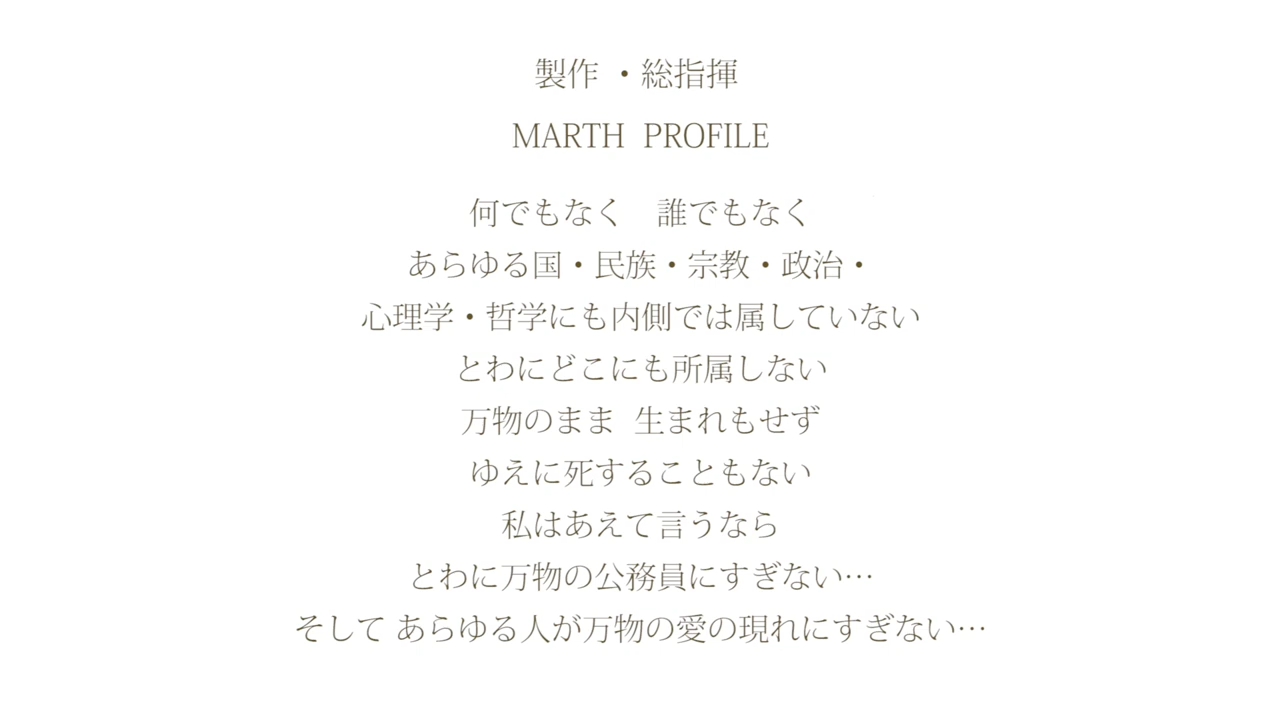 製作 ・総指揮
MARTH PROFILE
何でもなく　誰でもなく
あらゆる国・民族・宗教・政治・
心理学・哲学にも内側では属していない
とわにどこにも所属しない
万物のまま 生まれもせず
ゆえに死することもない
私はあえて言うなら
とわに万物の公務員にすぎない…
そして あらゆる人が万物の愛の現れにすぎない…